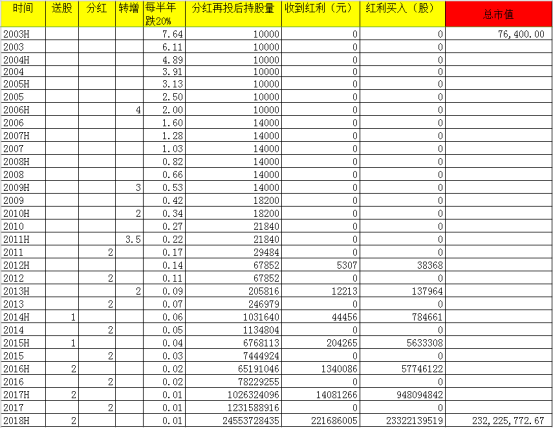 时间 送股 分红 转增 每半年跌20% 分红再投后持股量 收到红利（元） 红利买入（股） 总市值
2003H 7.64 10000 0 0 76,400.00
2003 6.11 10000 0 0
2004H 4.89 10000 0 0
2004 3.91 10000 0 0
2005H 3.13 10000 0 0
2005 2.50 10000 0 0
2006H 4 2.00 10000 0 0
2006 1.60 14000 0 0
2007H 1.28 14000 0 0
2007 1.03 14000 0 0
2008H 0.82 14000 0 0
2008 0.66 14000 0 0
2009H 3 0.53 14000 0 0
2009 0.42 18200 0 0
2010H 2 0.34 18200 0 0
2010 0.27 21840 0 0
2011H 3.5 0.22 21840 0 0
2011 2 0.17 29484 0 0
2012H 0.14 67852 5307 38368
2012 2 0.11 67852 0 0
2013H 2 0.09 205816 12213 137964
2013 2 0.07 246979 0 0
2014H 1 0.06 1031640 44456 784661
2014 2 0.05 1134804 0 0
2015H 1 0.04 6768113 204265 5633308
2015 2 0.03 7444924 0 0
2016H 2 0.02 65191046 1340086 57746122
2016 2 0.02 78229255 0 0
2017H 2 0.01 1026324096 14081266 948094842
2017 2 0.01 1231588916 0 0
2018H 2 0.01 24553728435 221686005 23322139519 232,225,772.67